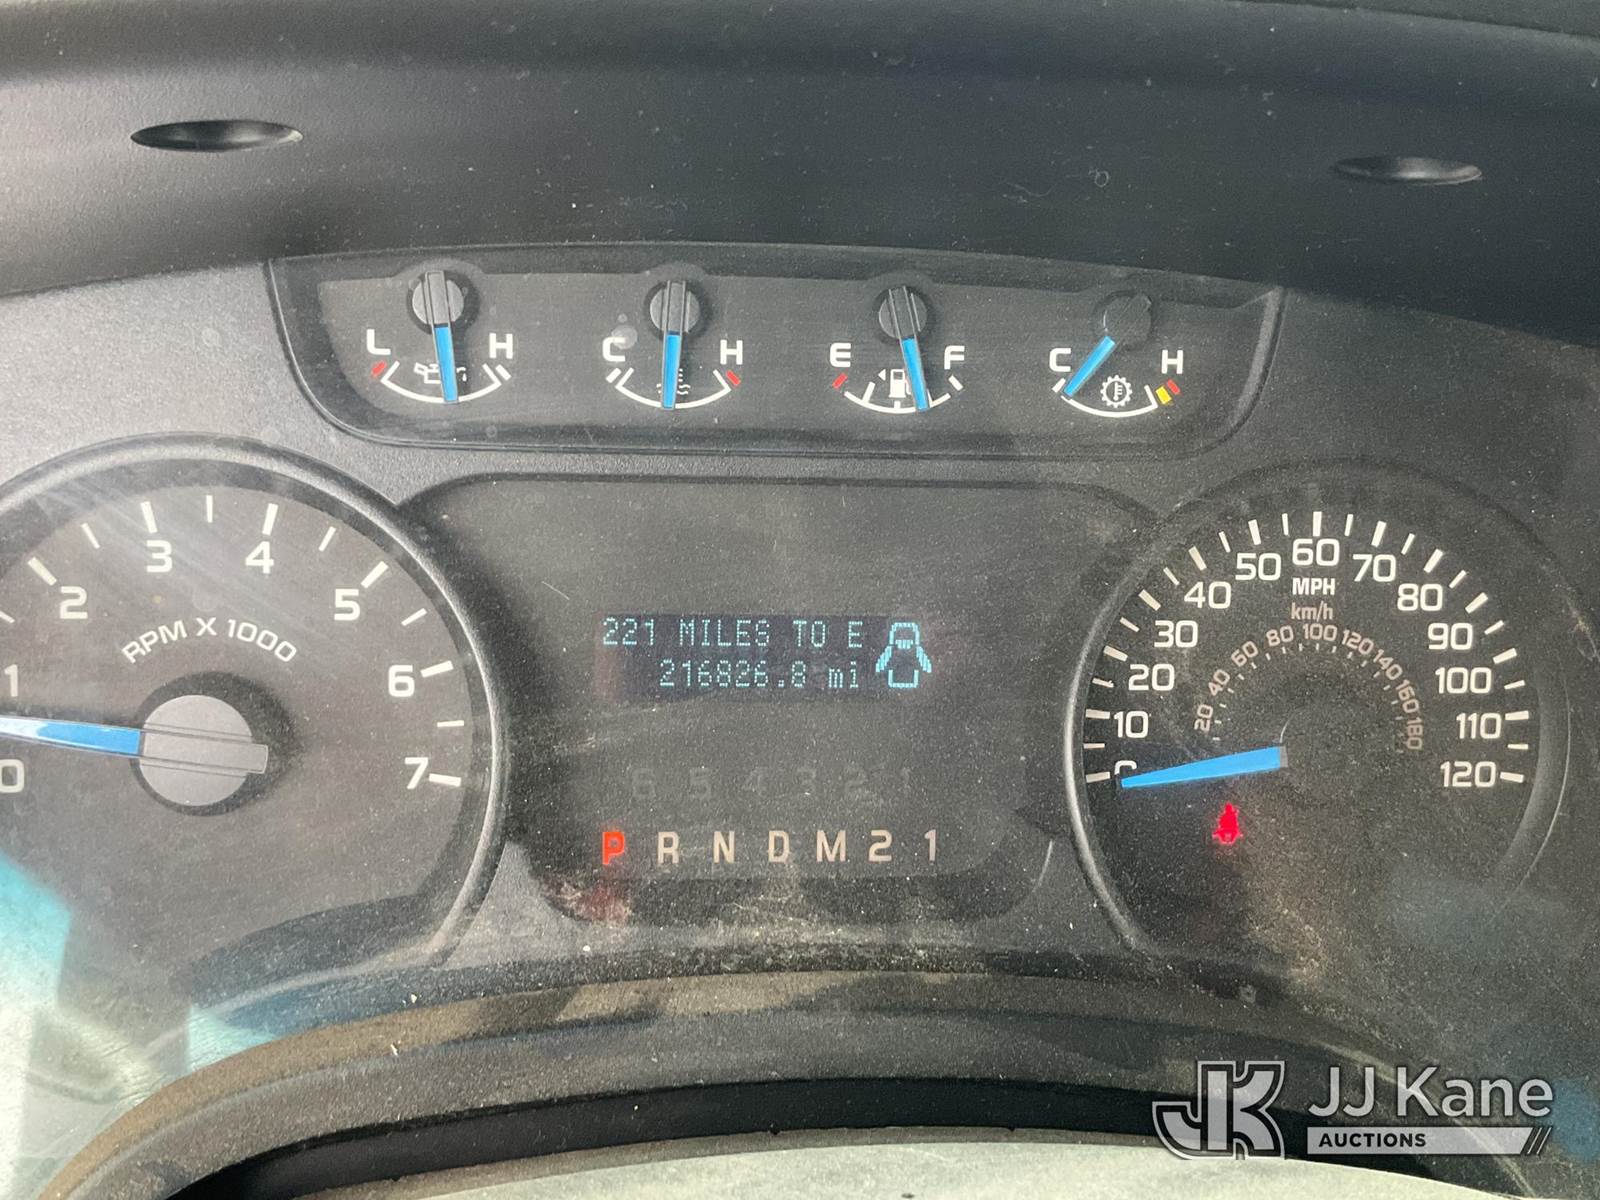 L H
C H
E F
C H
0 1 2 3 4 5 6 7
RPM X 1000
221 MILES TO E
216826.8 mi
6 5 4 3 2 1
P R N D M 2 1
0 10 20 30 40 50 60 70 80 90 100 110 120
MPH
km/h
20 40 60 80 100 120 140 160 180
JJ Kane
AUCTIONS